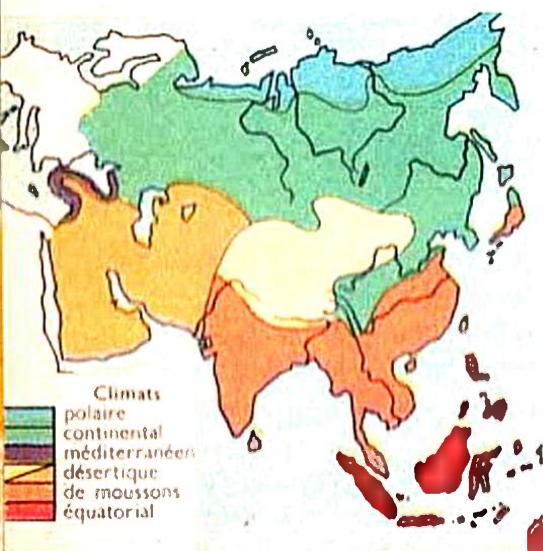 Climats
polaire
continental
méditerranéen
désertique
de moussons
équatorial